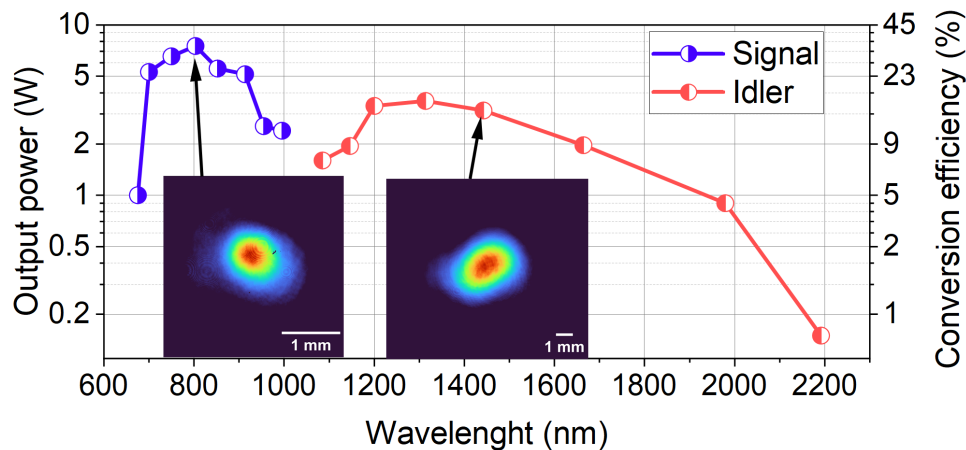 Output power (W)
10
5
2
1
0.5
0.2
45
23
9
5
2
1
Conversion efficiency (%)
Signal
Idler
1 mm
1 mm
600 800 1000 1200 1400 1600 1800 2000 2200
Wavelenght (nm)